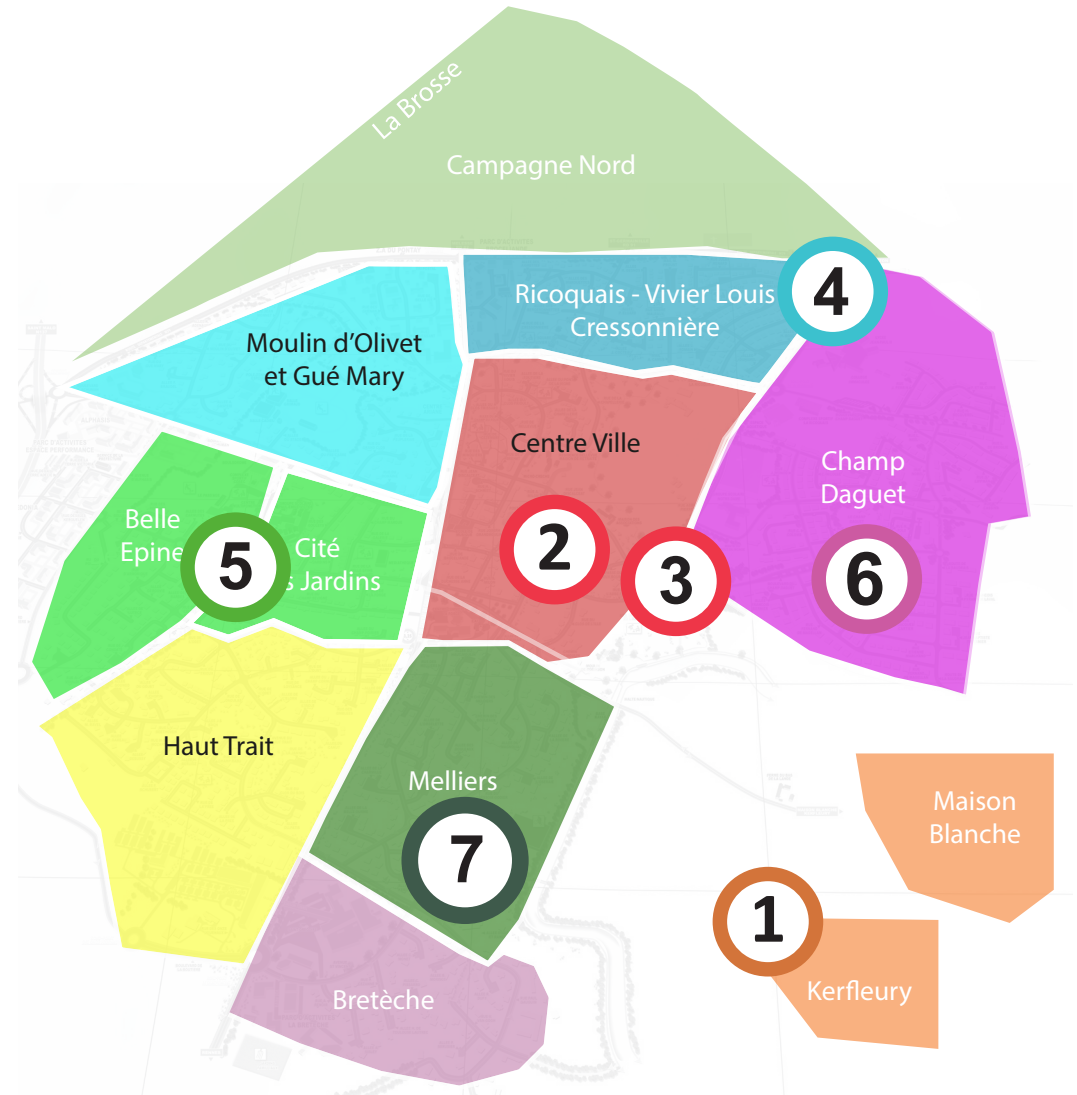 La Brosse
Campagne Nord
4
Ricoquais - Vivier Louis
Cressonnière
Moulin d'Olivet
et Gué Mary
Centre Ville
Champ
Daguet
Belle
Epine
5
Cité
s Jardins
2
3
6
Haut Trait
Melliers
7
Maison
Blanche
1
Kerfleury
Bretèche